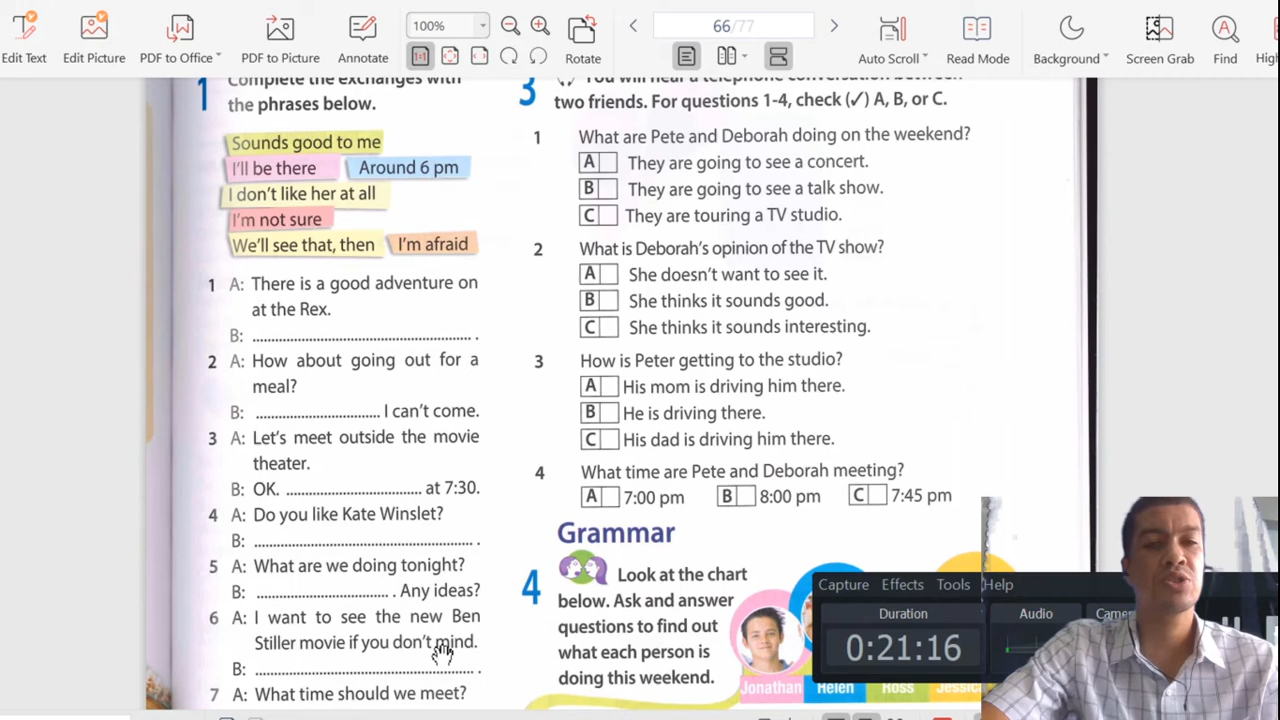 Edit Text
Edit Picture
PDF to Office
PDF to Picture
Annotate
100%
Rotate
66/77
Auto Scroll
Read Mode
Background
Screen Grab
Find
1 Complete the exchanges with
the phrases below.
Sounds good to me
I'll be there
Around 6 pm
I don't like her at all
I'm not sure
We'll see that, then
I'm afraid
1 A: There is a good adventure on
at the Rex.
B: ............................................................ .
2 A: How about going out for a
meal?
B: .................................. I can't come.
3 A: Let's meet outside the movie
theater.
B: OK. .................................. at 7:30.
4 A: Do you like Kate Winslet?
B: ............................................................ .
5 A: What are we doing tonight?
B: .................................. . Any ideas?
6 A: I want to see the new Ben
Stiller movie if you don't mind.
B: ............................................................ .
7 A: What time should we meet?
3 You will hear a telephone conversation between
two friends. For questions 1-4, check (✓) A, B, or C.
1 What are Pete and Deborah doing on the weekend?
A They are going to see a concert.
B They are going to see a talk show.
C They are touring a TV studio.
2 What is Deborah's opinion of the TV show?
A She doesn't want to see it.
B She thinks it sounds good.
C She thinks it sounds interesting.
3 How is Peter getting to the studio?
A His mom is driving him there.
B He is driving there.
C His dad is driving him there.
4 What time are Pete and Deborah meeting?
A 7:00 pm B 8:00 pm C 7:45 pm
Grammar
4 Look at the chart
below. Ask and answer
questions to find out
what each person is
doing this weekend.
Jonathan
Helen
Ross
Capture Effects Tools Help
Duration
0:21:16
Audio